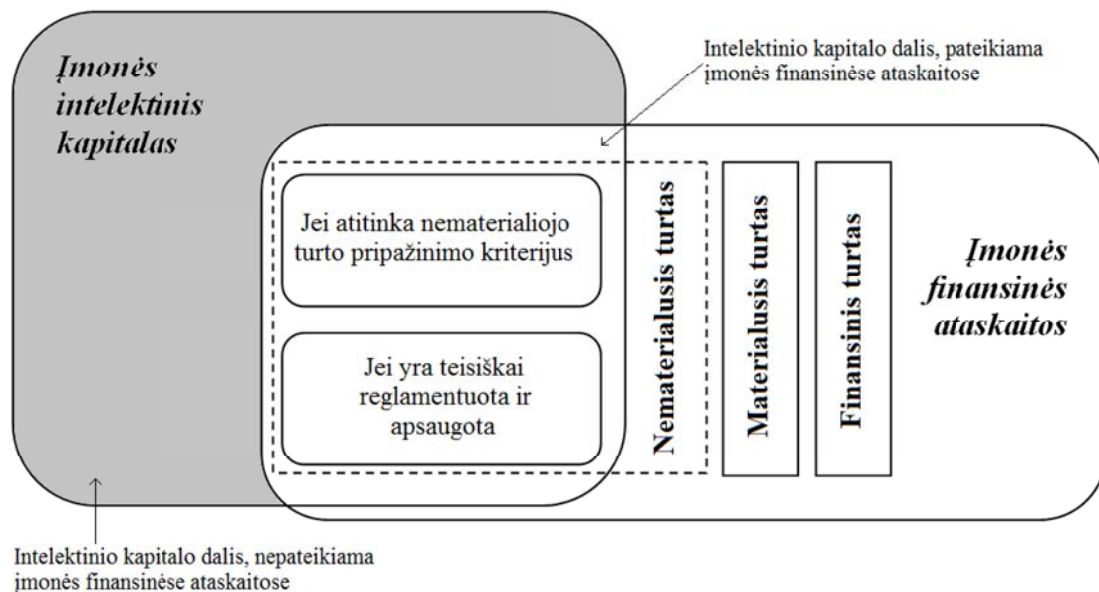 Įmonės
intelektinis
kapitalas
Intelektinio kapitalo dalis, pateikiama
įmonės finansinėse ataskaitose
Jei atitinka nematerialiojo
turto pripažinimo kriterijus
Jei yra teisiškai
reglamentuota ir
apsaugota
Nematerialusis turtas
Materialusis turtas
Finansinis turtas
Įmonės
finansinės
ataskaitos
Intelektinio kapitalo dalis, nepateikiama
įmonės finansinėse ataskaitose